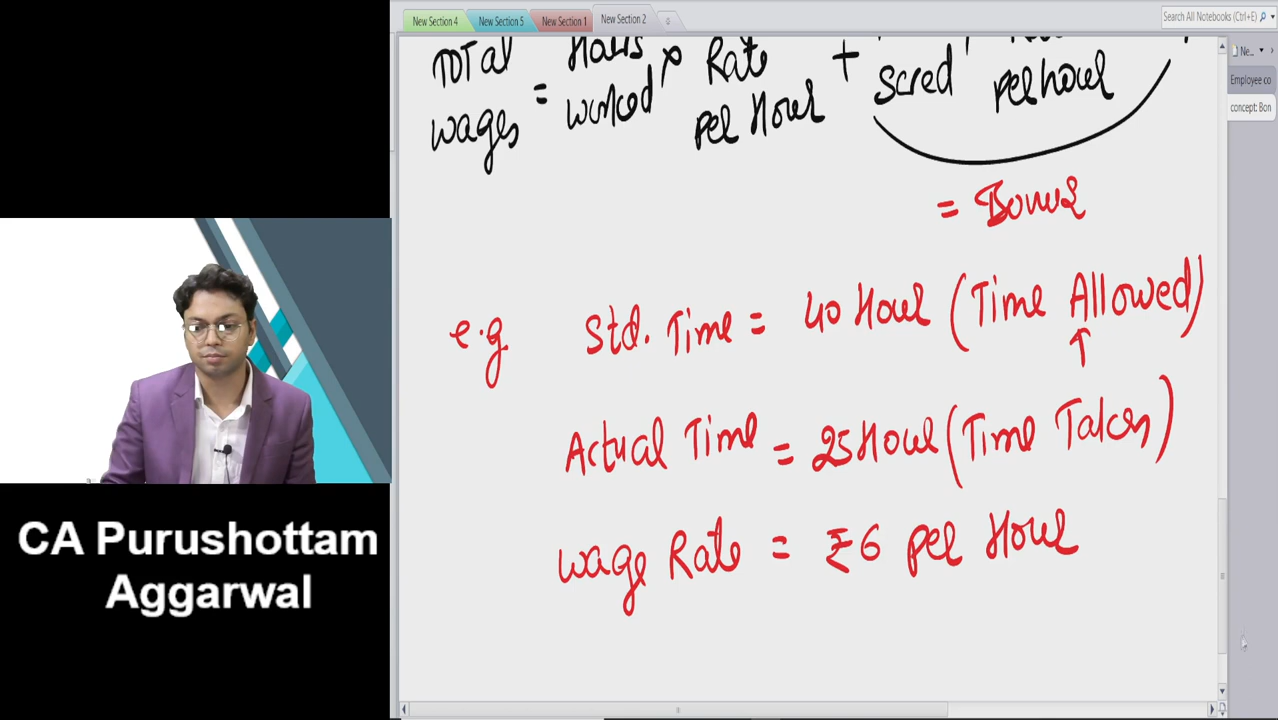 New Section 4 New Section 5 New Section 1 New Section 2
Search All Notebooks (Ctrl+E)
Ne...
Employee co
concept: Bon
Total wages = Hours worked × Rate per Hour +
per hour
= Bonus
e.g Std. Time = 40 Hour (Time Allowed)
Actual Time = 25 Hour (Time Taken)
wage Rate = ₹6 per Hour
CA Purushottam
Aggarwal